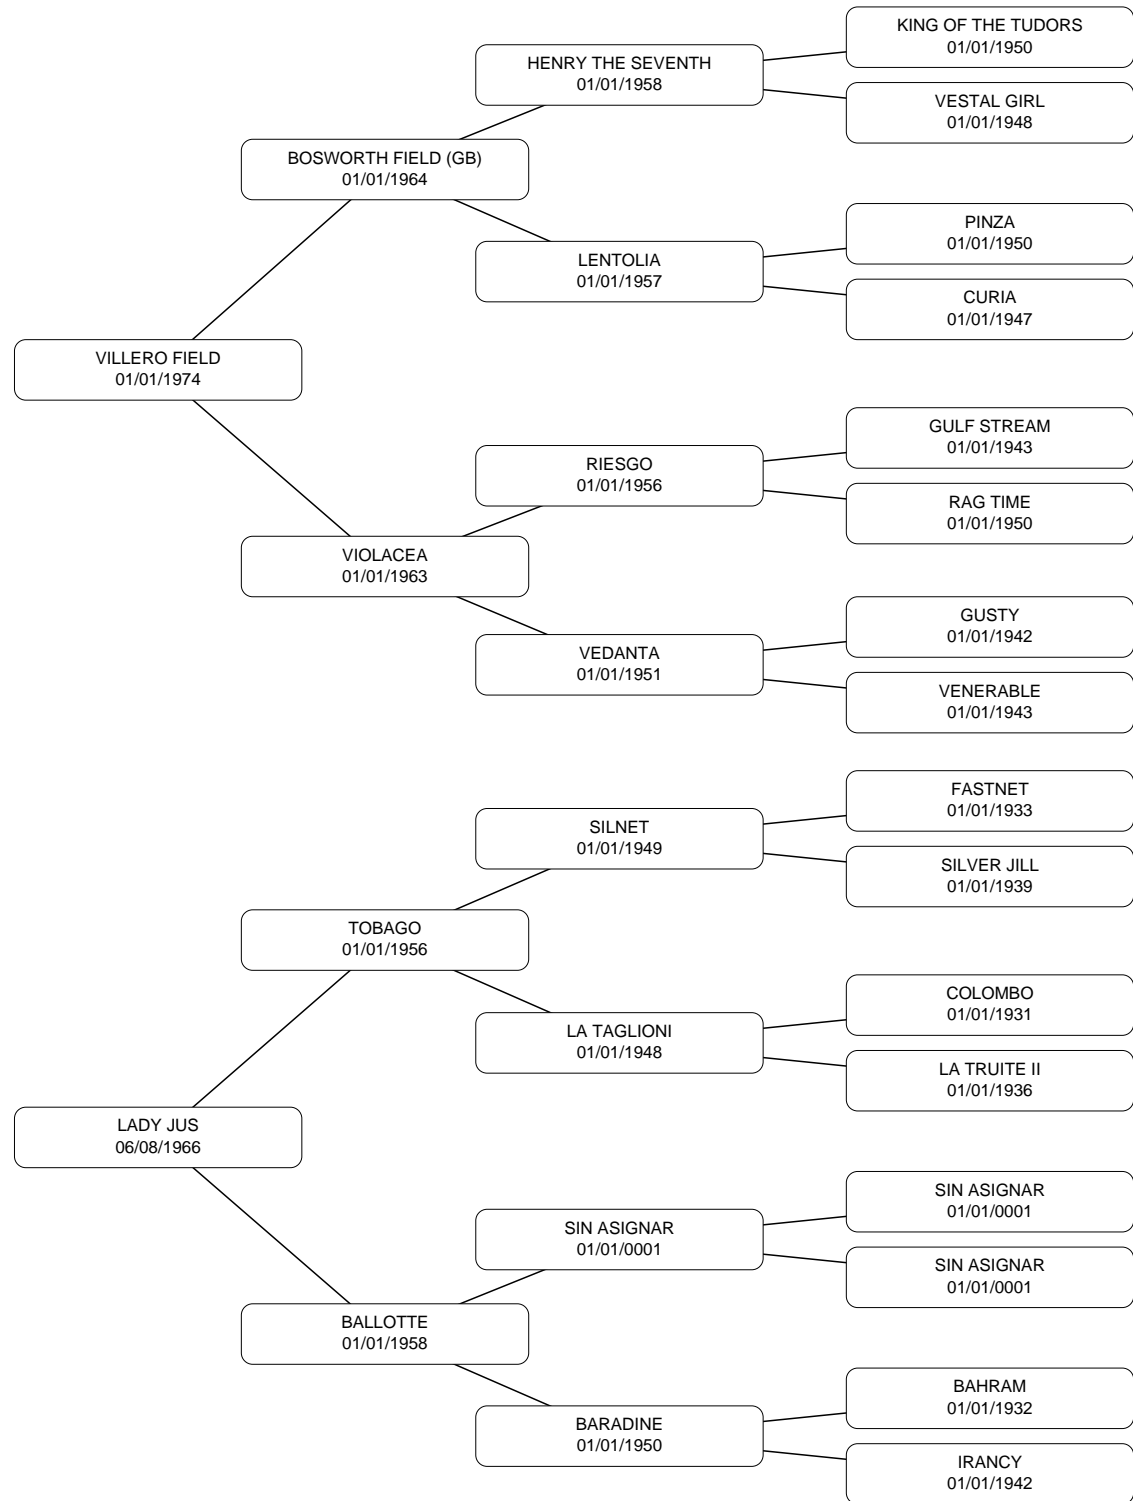 KING OF THE TUDORS
01/01/1950
HENRY THE SEVENTH
01/01/1958
VESTAL GIRL
01/01/1948
BOSWORTH FIELD (GB)
01/01/1964
PINZA
01/01/1950
LENTOLIA
01/01/1957
CURIA
01/01/1947
VILLERO FIELD
01/01/1974
GULF STREAM
01/01/1943
RIESGO
01/01/1956
RAG TIME
01/01/1950
VIOLACEA
01/01/1963
GUSTY
01/01/1942
VEDANTA
01/01/1951
VENERABLE
01/01/1943
FASTNET
01/01/1933
SILNET
01/01/1949
SILVER JILL
01/01/1939
TOBAGO
01/01/1956
COLOMBO
01/01/1931
LA TAGLIONI
01/01/1948
LA TRUITE II
01/01/1936
LADY JUS
06/08/1966
SIN ASIGNAR
01/01/0001
SIN ASIGNAR
01/01/0001
SIN ASIGNAR
01/01/0001
BALLOTTE
01/01/1958
BAHRAM
01/01/1932
BARADINE
01/01/1950
IRANCY
01/01/1942